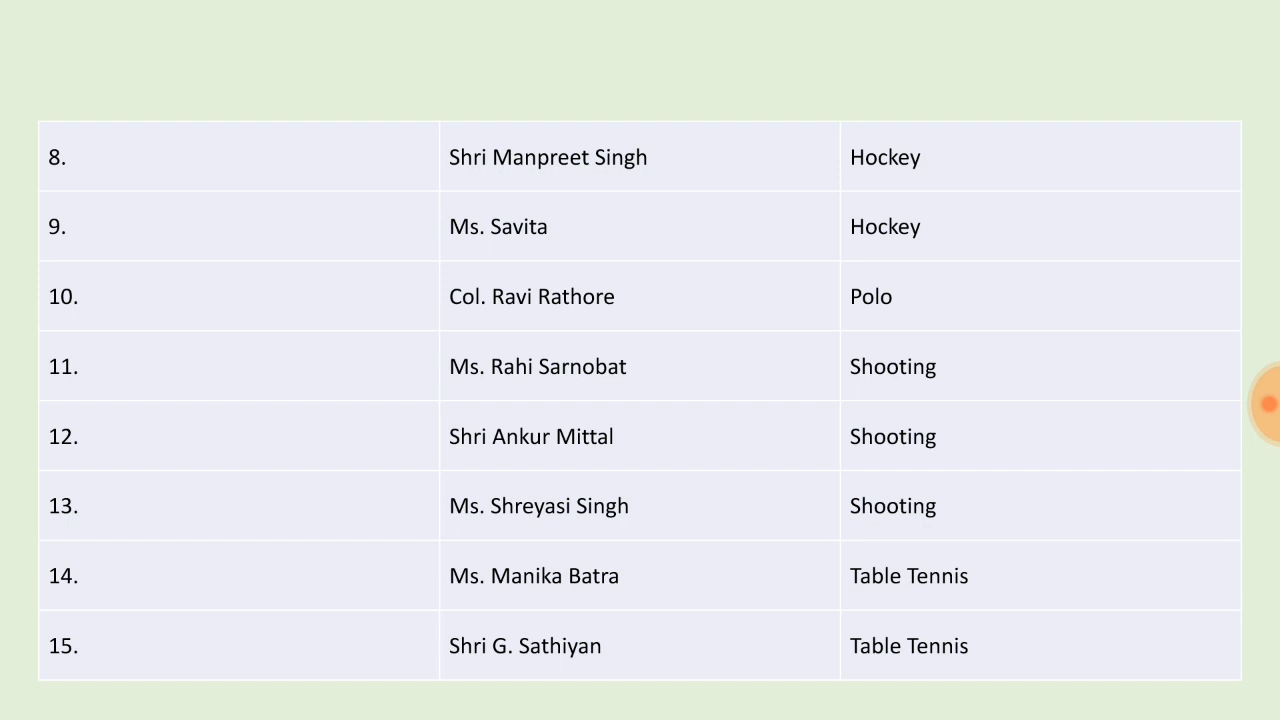 8. Shri Manpreet Singh Hockey
9. Ms. Savita Hockey
10. Col. Ravi Rathore Polo
11. Ms. Rahi Sarnobat Shooting
12. Shri Ankur Mittal Shooting
13. Ms. Shreyasi Singh Shooting
14. Ms. Manika Batra Table Tennis
15. Shri G. Sathiyan Table Tennis